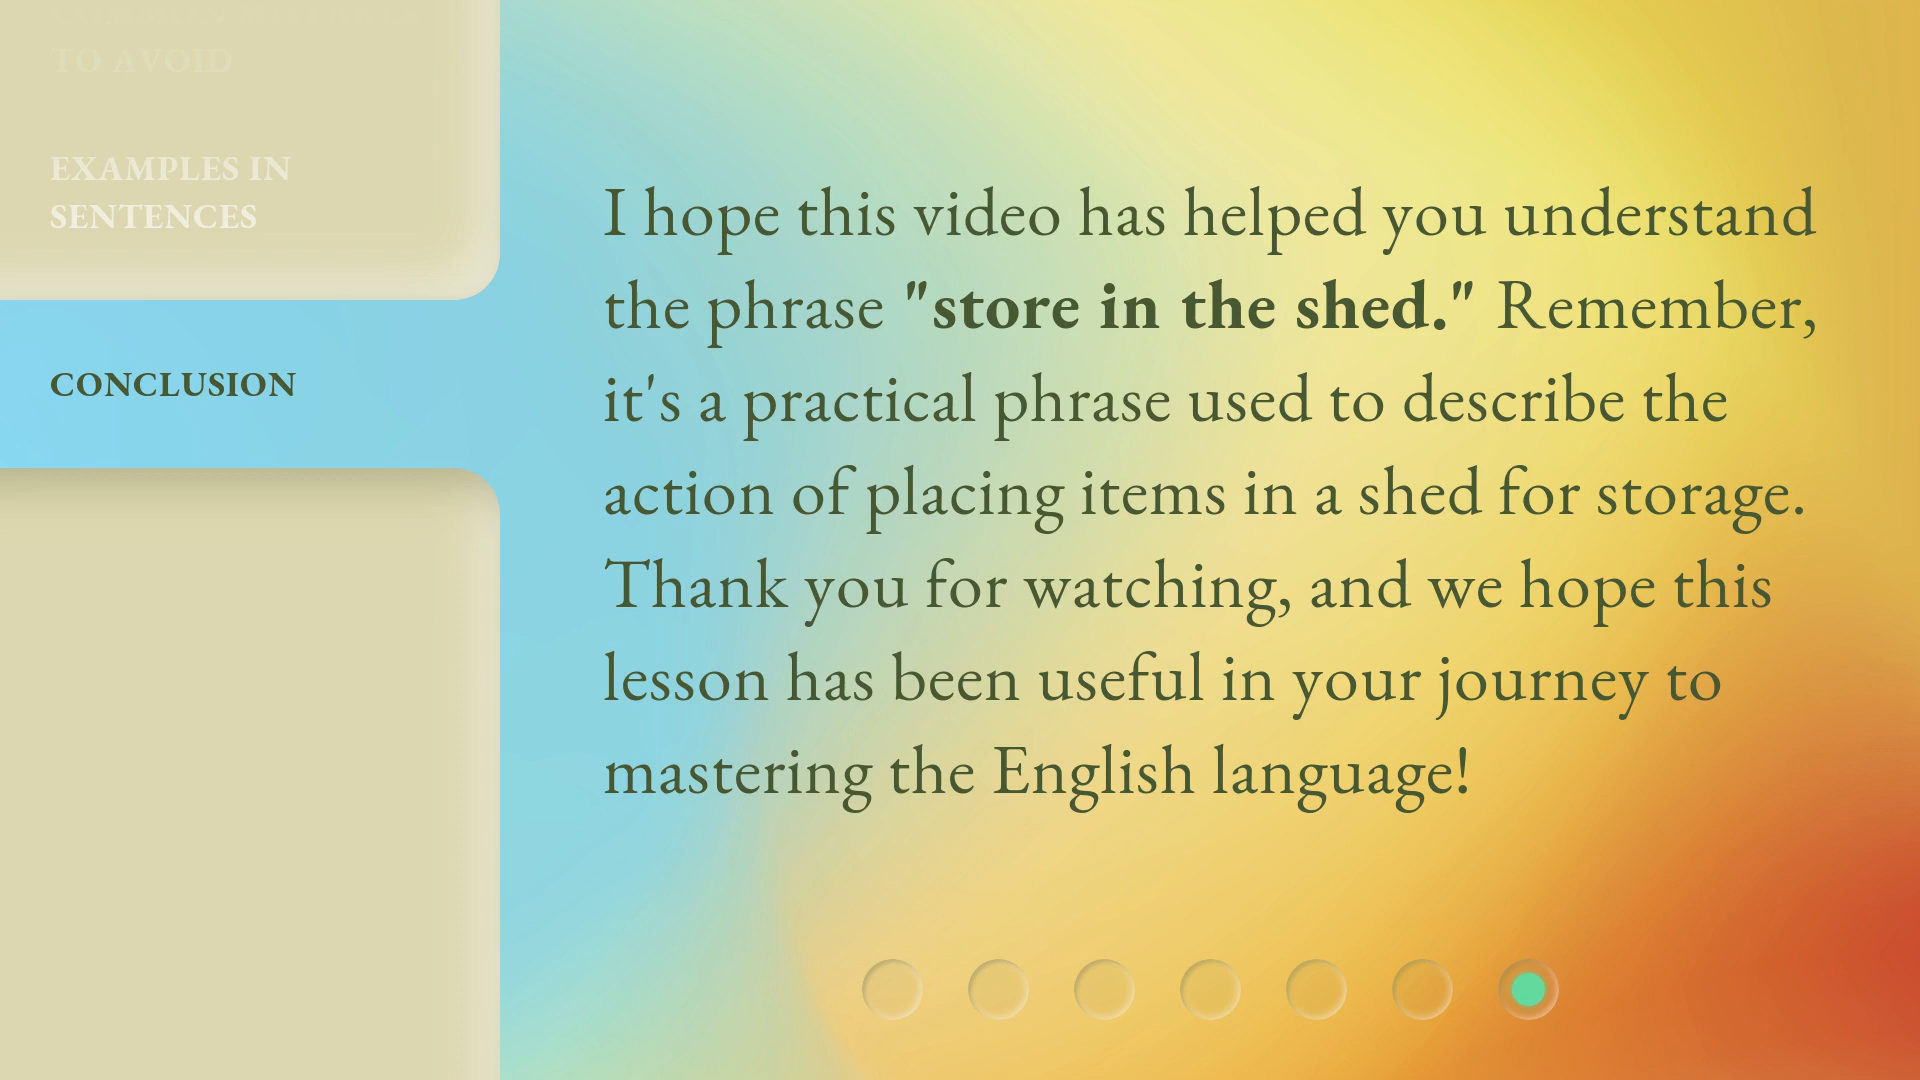 TO AVOID
EXAMPLES IN
SENTENCES
CONCLUSION
I hope this video has helped you understand
the phrase "store in the shed." Remember,
it's a practical phrase used to describe the
action of placing items in a shed for storage.
Thank you for watching, and we hope this
lesson has been useful in your journey to
mastering the English language!